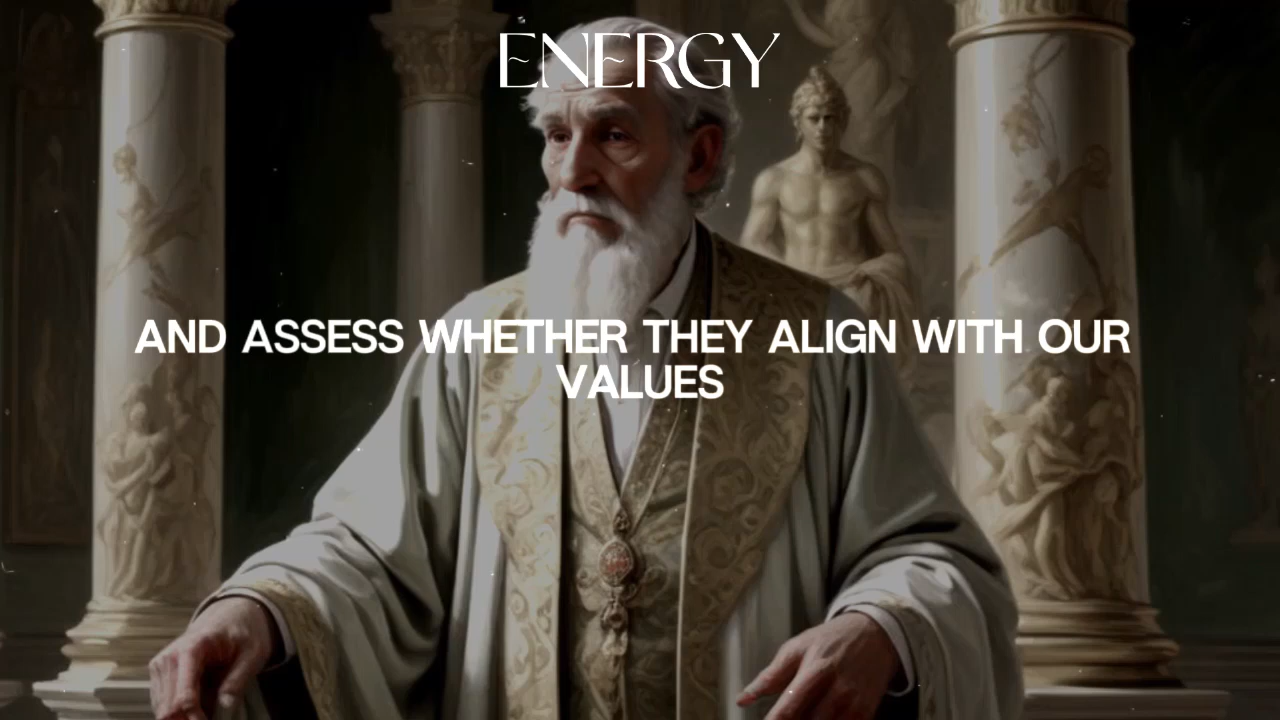 ENERGY
AND ASSESS WHETHER THEY ALIGN WITH OUR
VALUES